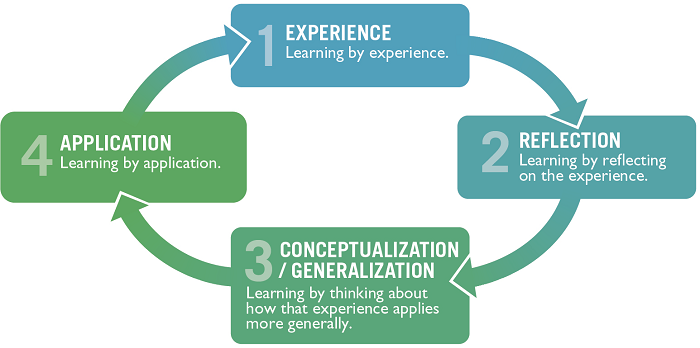 1 EXPERIENCE
Learning by experience.
2 REFLECTION
Learning by reflecting
on the experience.
3 CONCEPTUALIZATION
/ GENERALIZATION
Learning by thinking about
how that experience applies
more generally.
4 APPLICATION
Learning by application.